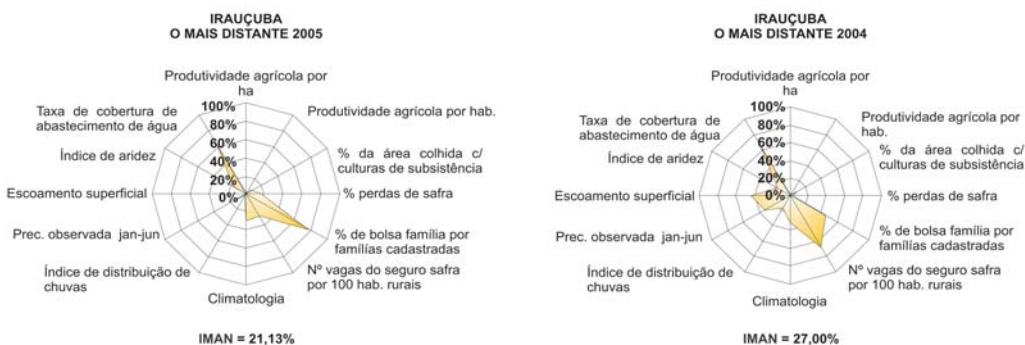 IRAUÇUBA
O MAIS DISTANTE 2005
Produtividade agrícola por
ha
Produtividade agrícola por hab.
% da área colhida c/
culturas de subsistência
% perdas de safra
% de bolsa família por
famílias cadastradas
Nº vagas do seguro safra
por 100 hab. rurais
Climatologia
Índice de distribuição de
chuvas
Prec. observada jan-jun
Escoamento superficial
Índice de aridez
Taxa de cobertura de
abastecimento de água
100%
80%
60%
40%
20%
0%
IMAN = 21,13%
IRAUÇUBA
O MAIS DISTANTE 2004
Produtividade agrícola por
ha
Produtividade agrícola por
hab.
% da área colhida c/
culturas de subsistência
% perdas de safra
% de bolsa família por
famílias cadastradas
Nº vagas do seguro safra
por 100 hab. rurais
Climatologia
Índice de distribuição de
chuvas
Prec. observada jan-jun
Escoamento superficial
Índice de aridez
Taxa de cobertura de
abastecimento de água
100%
80%
60%
40%
20%
0%
IMAN = 27,00%